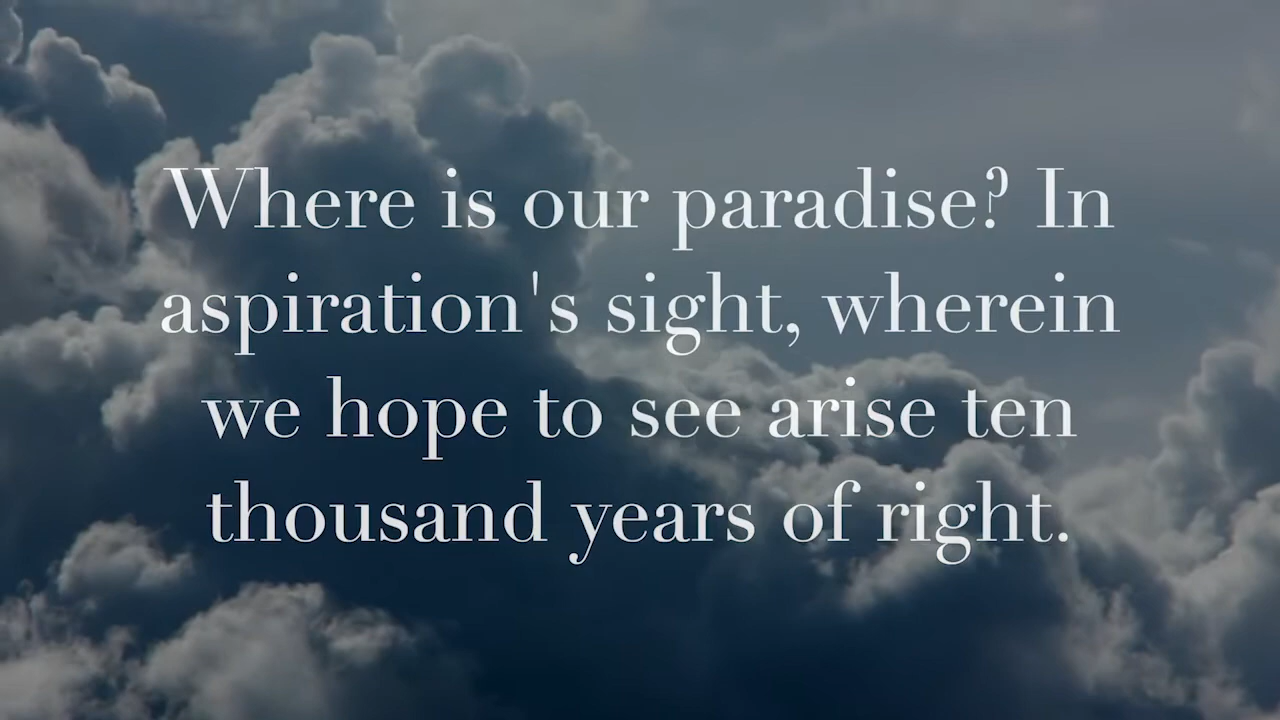 Where is our paradise? In
aspiration's sight, wherein
we hope to see arise ten
thousand years of right.